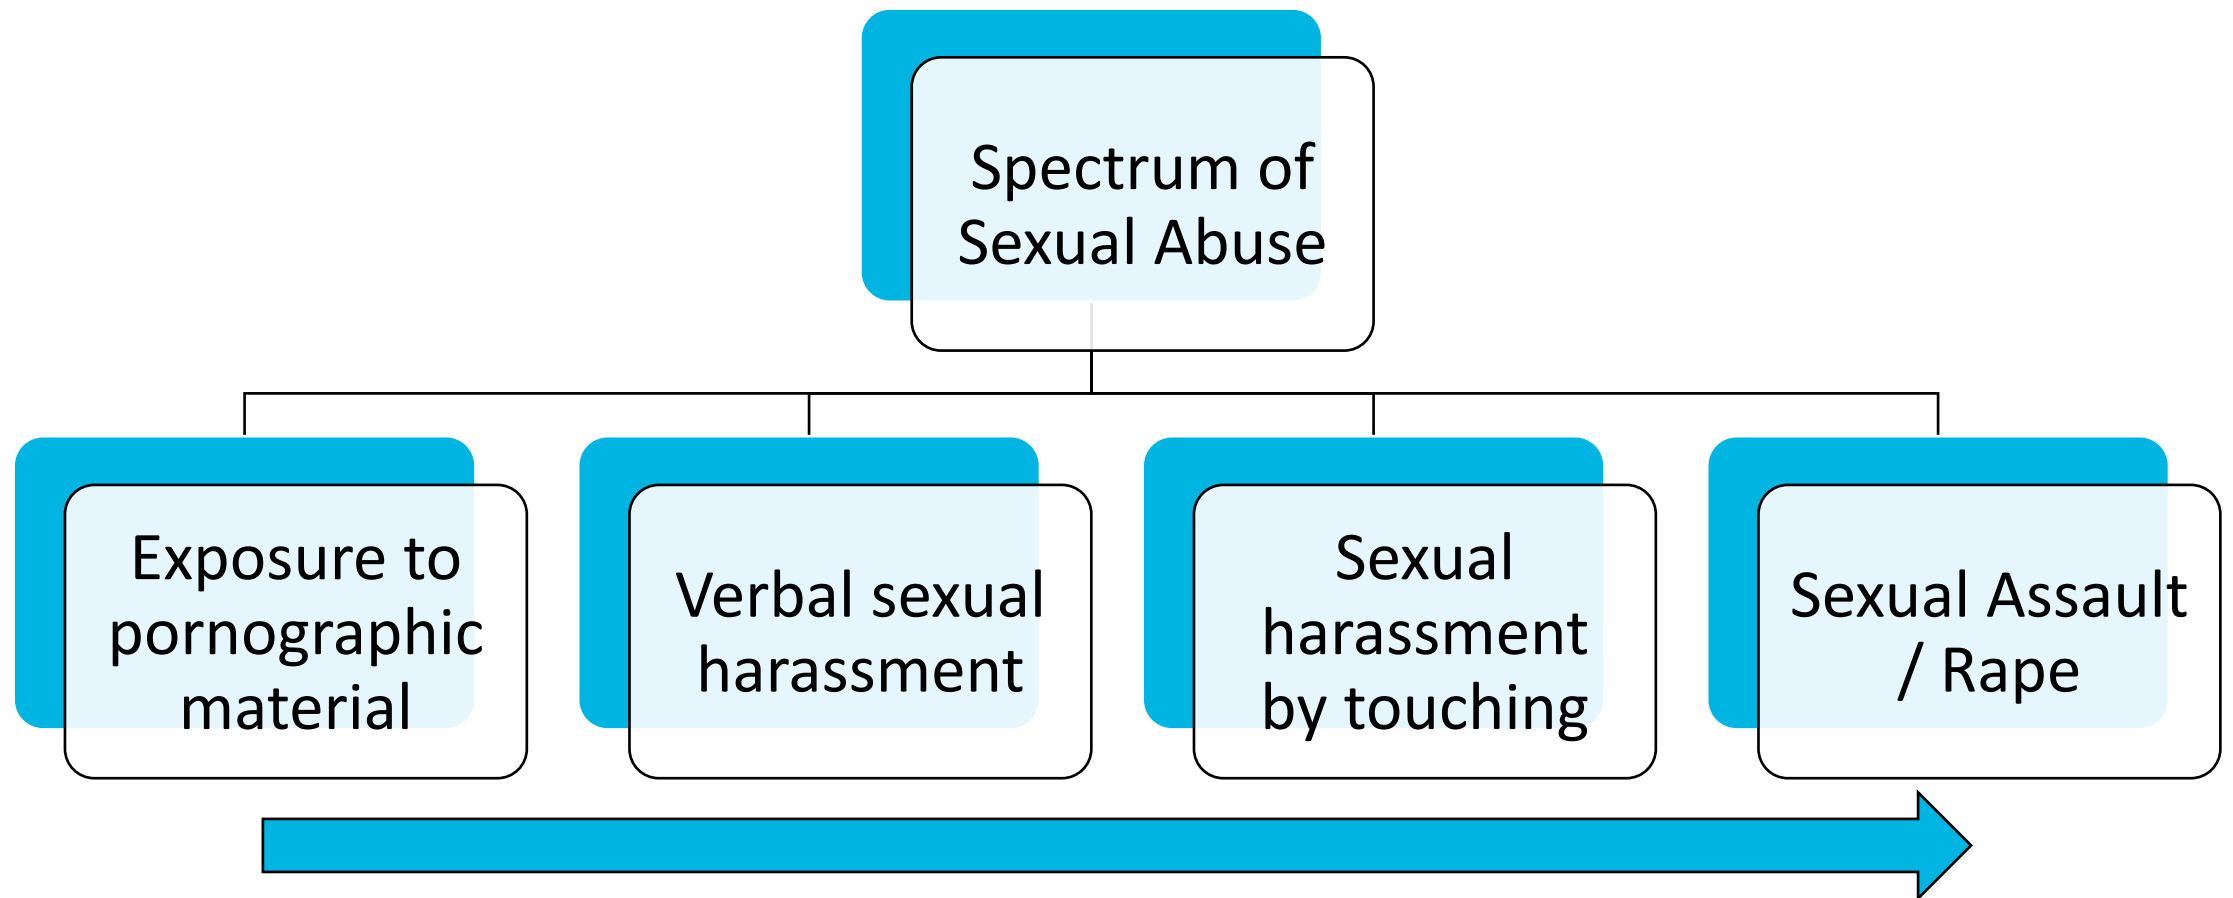 Spectrum of
Sexual Abuse
Exposure to
pornographic
material
Verbal sexual
harassment
Sexual
harassment
by touching
Sexual Assault
/ Rape